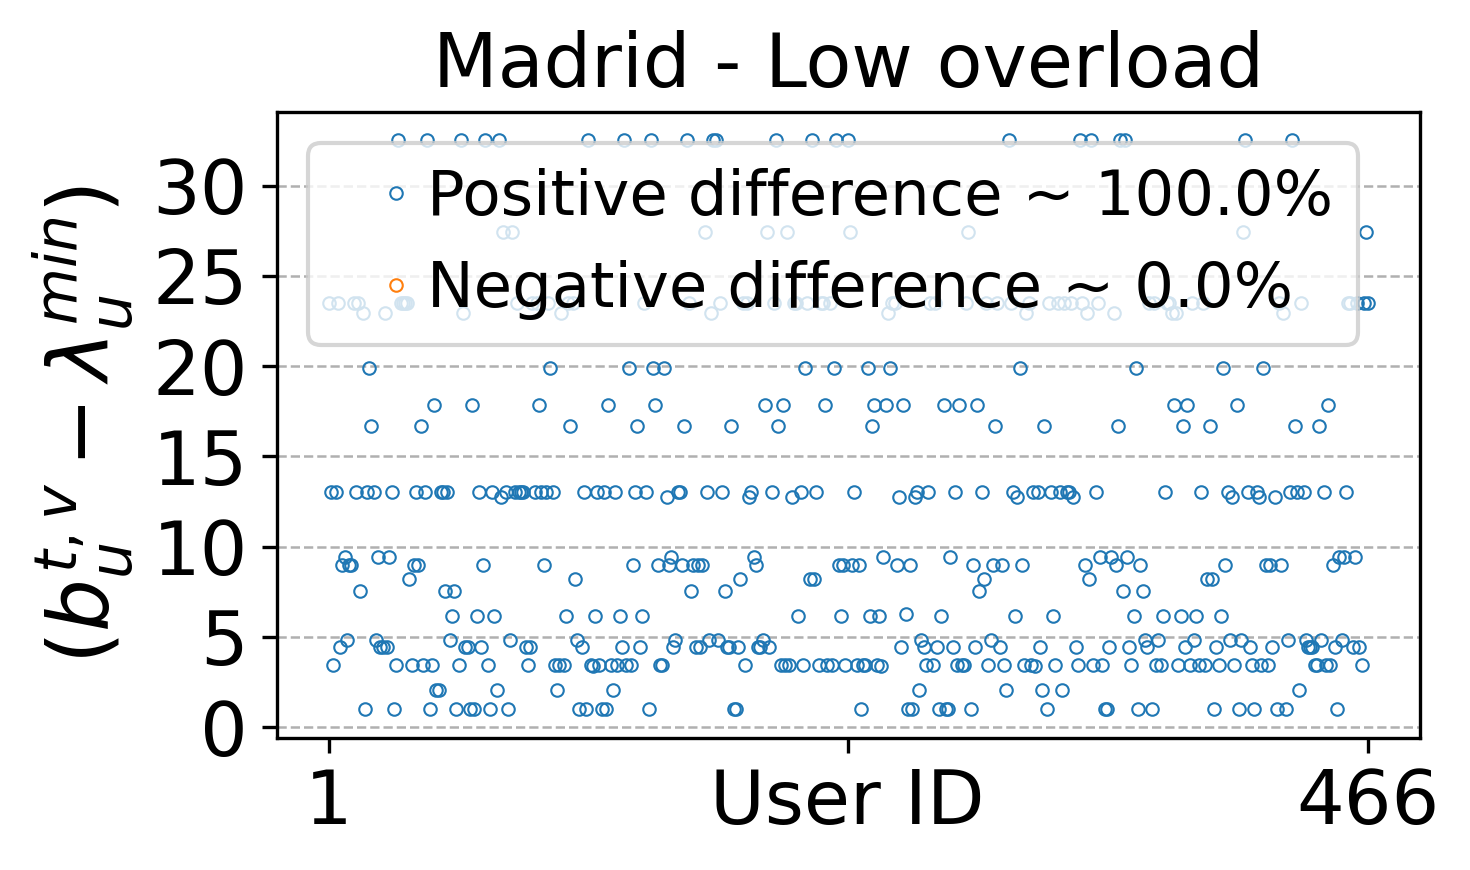 Madrid - Low overload
(b_u^{t, v} − λ_u^{min})
30
25
20
15
10
5
0
Positive difference ~ 100.0%
Negative difference ~ 0.0%
1
User ID
466